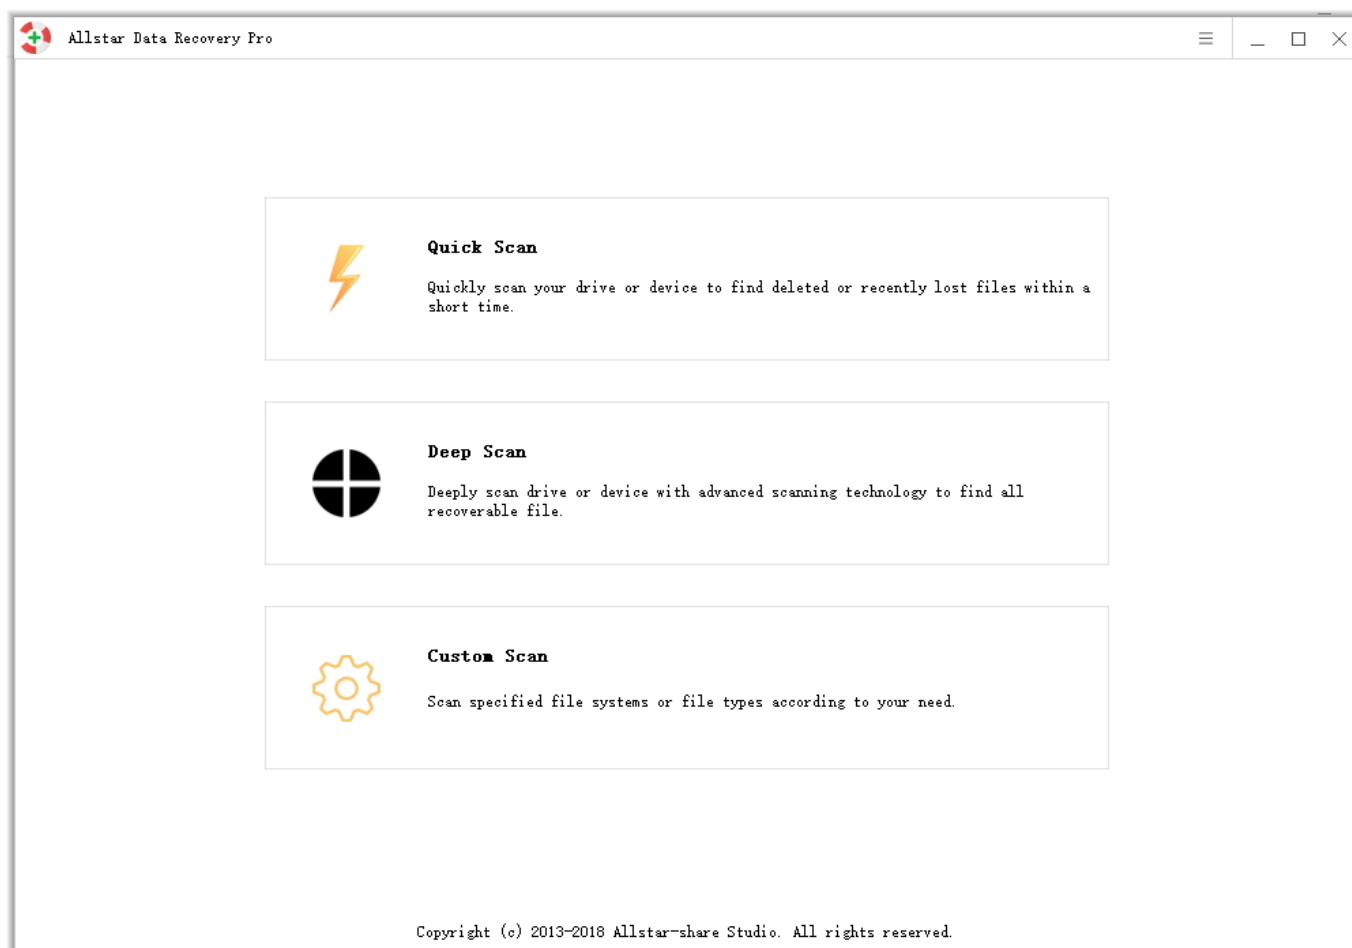 Allstar Data Recovery Pro
Quick Scan
Quickly scan your drive or device to find deleted or recently lost files within a
short time.
Deep Scan
Deeply scan drive or device with advanced scanning technology to find all
recoverable file.
Custom Scan
Scan specified file systems or file types according to your need.
Copyright (c) 2013-2018 Allstar-share Studio. All rights reserved.